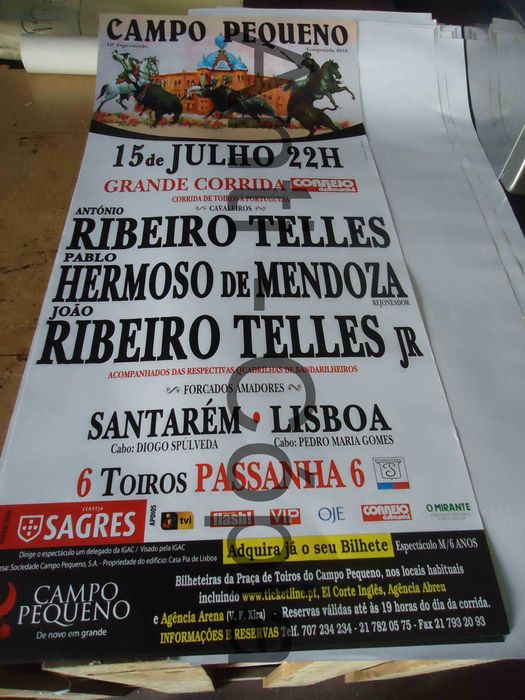 CAMPO PEQUENO
10º Espectáculo
Temporada 2010
15 de JULHO 22H
GRANDE CORRIDA CORREIO da manhã
CORRIDA DE TOIROS À PORTUGUESA
CAVALEIROS
ANTÓNIO
RIBEIRO TELLES
PABLO
HERMOSO DE MENDOZA
REJONEADOR
JOÃO
RIBEIRO TELLES JR
ACOMPANHADOS DAS RESPECTIVAS QUADRILHAS DE BANDARILHEIROS
FORCADOS AMADORES
SANTARÉM • LISBOA
Cabo: DIOGO SPÚLVEDA Cabo: PEDRO MARIA GOMES
6 TOIROS PASSANHA 6
CERVEJA
SAGRES
APOIOS
tvi
flash!
VIP
OJE
CORREIO da manhã
O MIRANTE
Dirige o espectáculo um delegado da IGAC / Visado pela IGAC
esa: Sociedade Campo Pequeno, S.A. - Propriedade do edifício: Casa Pia de Lisboa
Adquira já o seu Bilhete Espectáculo M/6 ANOS
CAMPO
PEQUENO
De novo em grande
Bilheteiras da Praça de Toiros do Campo Pequeno, nos locais habituais
incluindo www.ticketline.pt, El Corte Inglês, Agência Abreu
e Agência Arena (V. F. Xira) - Reservas válidas até às 19 horas do dia da corrida.
INFORMAÇÕES E RESERVAS Telf. 707 234 234 - 21 782 05 75 - Fax 21 793 20 93